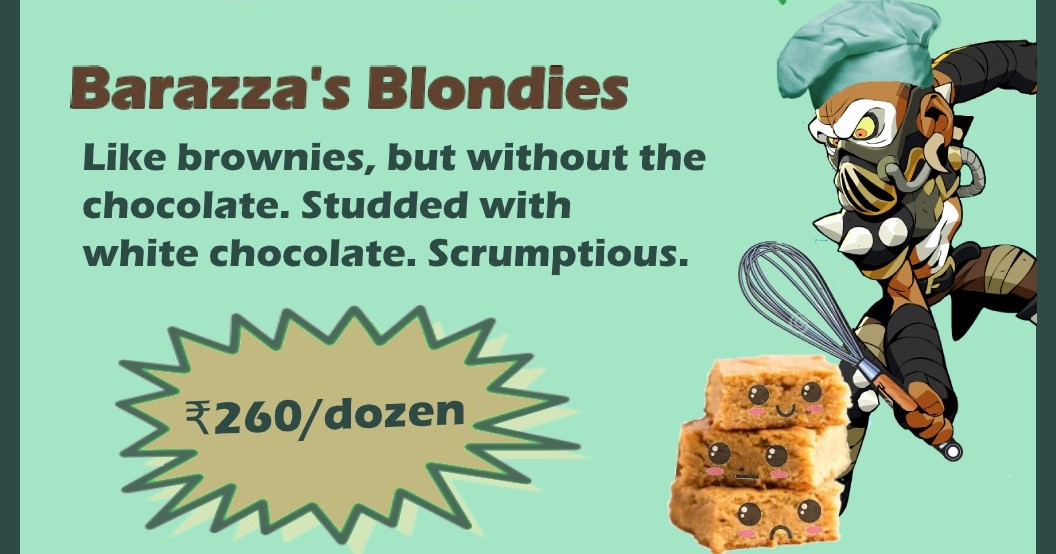 Barazza's Blondies
Like brownies, but without the
chocolate. Studded with
white chocolate. Scrumptious.
₹260/dozen